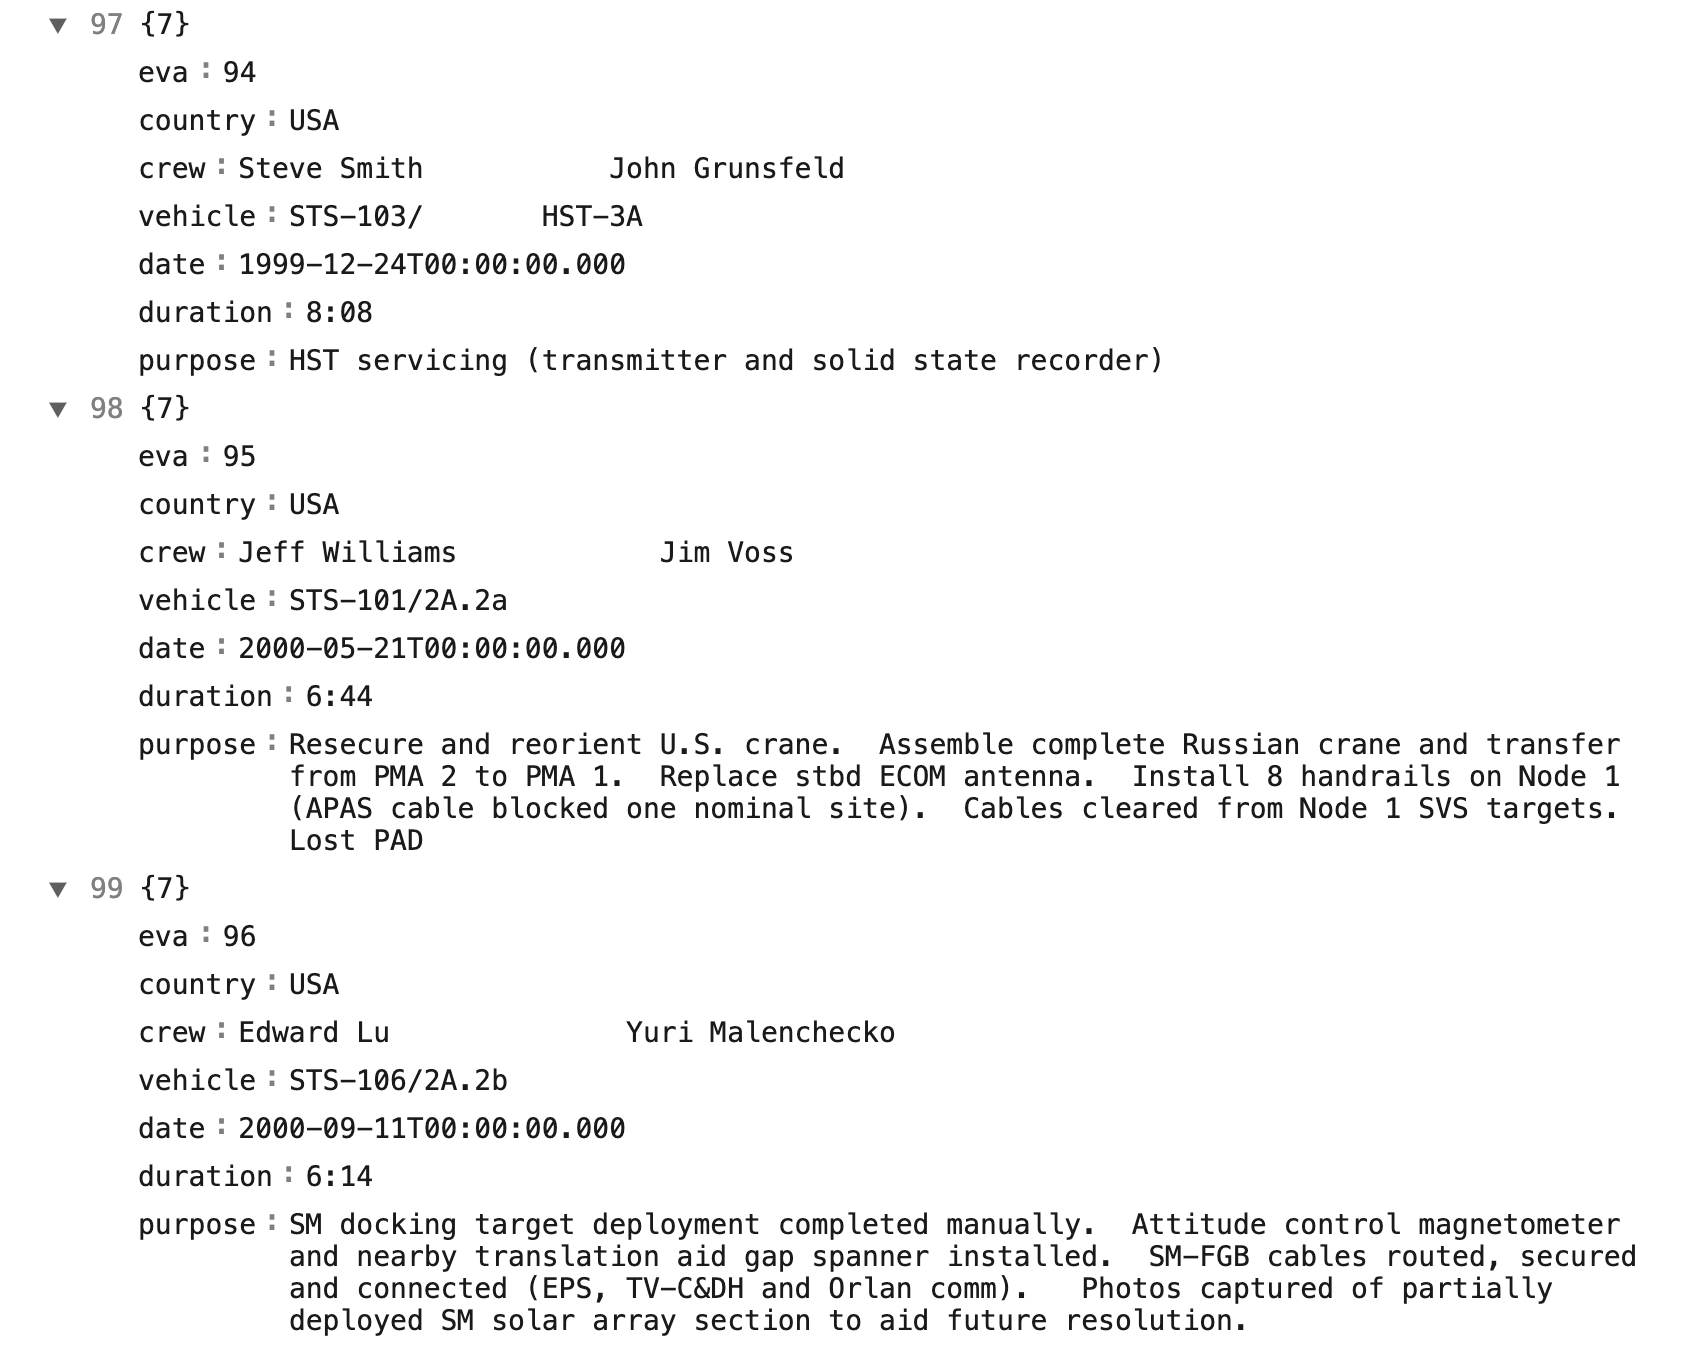 ▼ 97 {7}
eva : 94
country : USA
crew : Steve Smith           John Grunsfeld
vehicle : STS-103/       HST-3A
date : 1999-12-24T00:00:00.000
duration : 8:08
purpose : HST servicing (transmitter and solid state recorder)
▼ 98 {7}
eva : 95
country : USA
crew : Jeff Williams            Jim Voss
vehicle : STS-101/2A.2a
date : 2000-05-21T00:00:00.000
duration : 6:44
purpose : Resecure and reorient U.S. crane.  Assemble complete Russian crane and transfer
from PMA 2 to PMA 1.  Replace stbd ECOM antenna.  Install 8 handrails on Node 1
(APAS cable blocked one nominal site).  Cables cleared from Node 1 SVS targets.
Lost PAD
▼ 99 {7}
eva : 96
country : USA
crew : Edward Lu              Yuri Malenchecko
vehicle : STS-106/2A.2b
date : 2000-09-11T00:00:00.000
duration : 6:14
purpose : SM docking target deployment completed manually.  Attitude control magnetometer
and nearby translation aid gap spanner installed.  SM-FGB cables routed, secured
and connected (EPS, TV-C&DH and Orlan comm).   Photos captured of partially
deployed SM solar array section to aid future resolution.